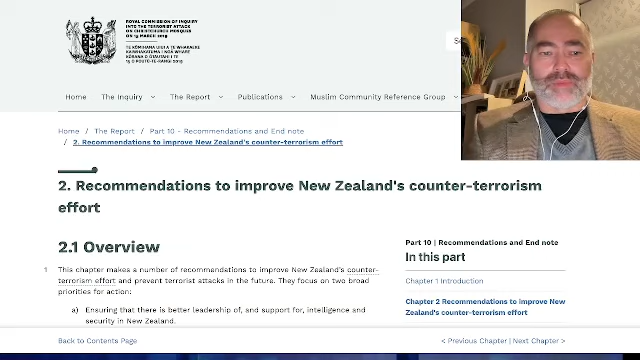 ROYAL COMMISSION OF INQUIRY
INTO THE TERRORIST ATTACK
ON CHRISTCHURCH MOSQUES
ON 15 MARCH 2019
Home
The Inquiry
The Report
Publications
Muslim Community Reference Group
Home / The Report / Part 10 - Recommendations and End note
/ 2. Recommendations to improve New Zealand's counter-terrorism effort
2. Recommendations to improve New Zealand's counter-terrorism
effort
2.1 Overview
1 This chapter makes a number of recommendations to improve New Zealand's counter-
terrorism effort and prevent terrorist attacks in the future. They focus on two broad
priorities for action:
a) Ensuring that there is better leadership of, and support for, intelligence and
security in New Zealand.
Part 10 | Recommendations and End note
In this part
Chapter 1 Introduction
Chapter 2 Recommendations to improve New
Zealand's counter-terrorism effort
Back to Contents Page
< Previous Chapter | Next Chapter >